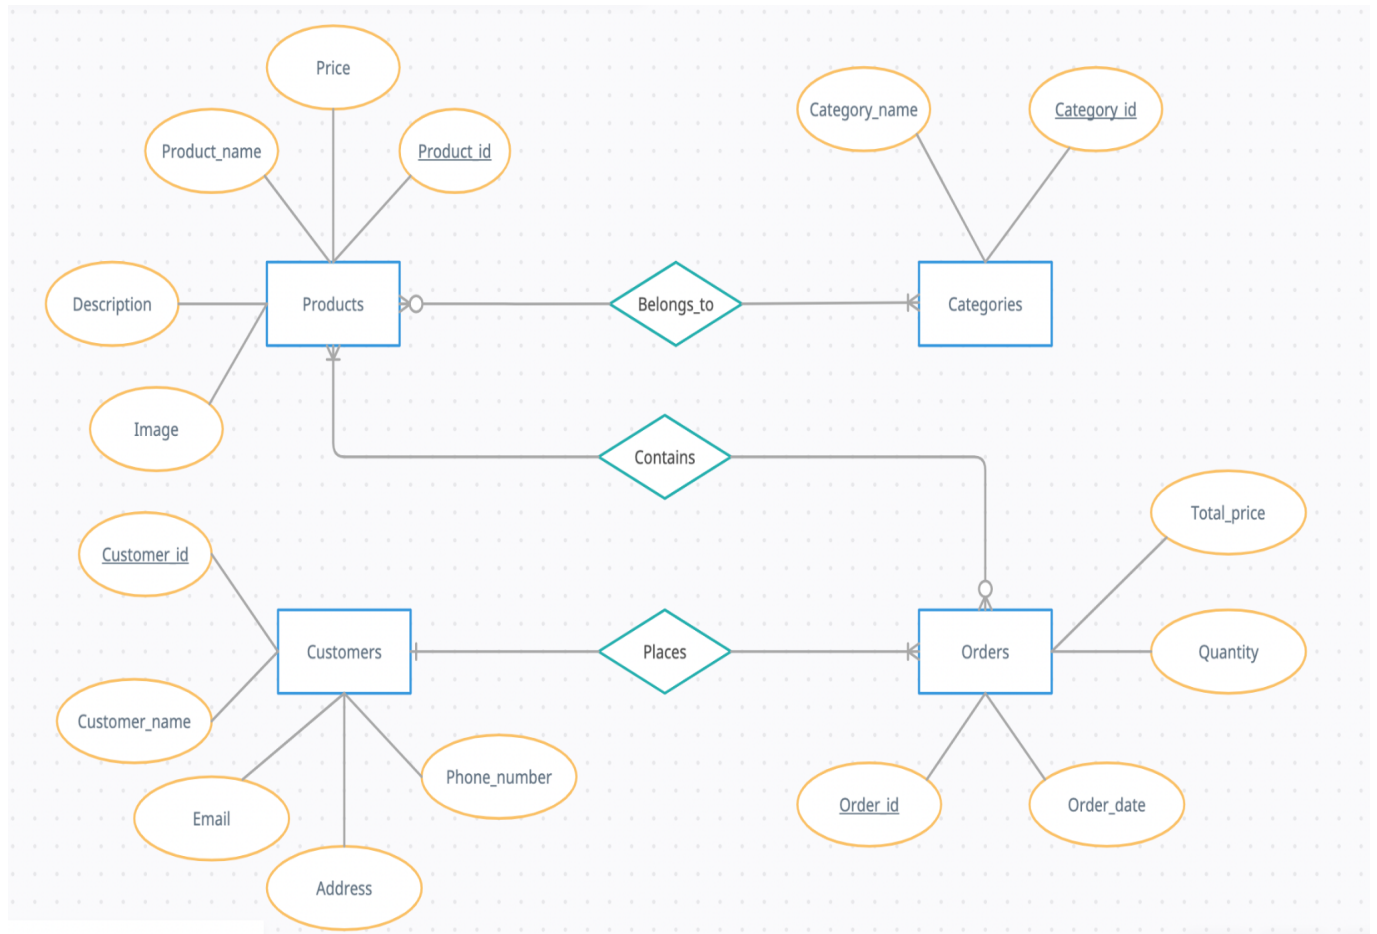 Price
Category_name
Category_id
Product_name
Product_id
Description
Products
Belongs_to
Categories
Image
Contains
Total_price
Customer_id
Customers
Places
Orders
Quantity
Customer_name
Phone_number
Email
Order_id
Order_date
Address